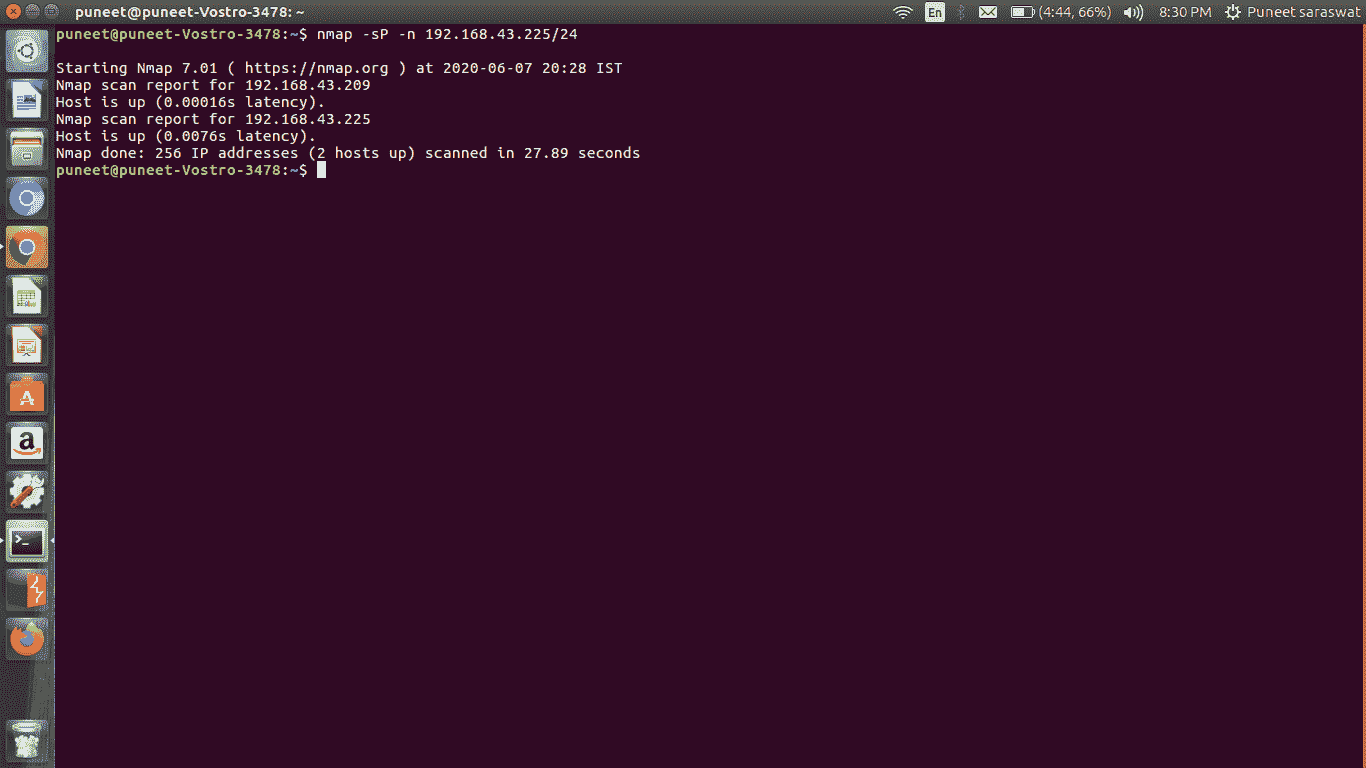 puneet@puneet-Vostro-3478: ~
En
(4:44, 66%)
8:30 PM
Puneet saraswat
puneet@puneet-Vostro-3478:~$ nmap -sP -n 192.168.43.225/24
Starting Nmap 7.01 ( https://nmap.org ) at 2020-06-07 20:28 IST
Nmap scan report for 192.168.43.209
Host is up (0.00016s latency).
Nmap scan report for 192.168.43.225
Host is up (0.0076s latency).
Nmap done: 256 IP addresses (2 hosts up) scanned in 27.89 seconds
puneet@puneet-Vostro-3478:~$